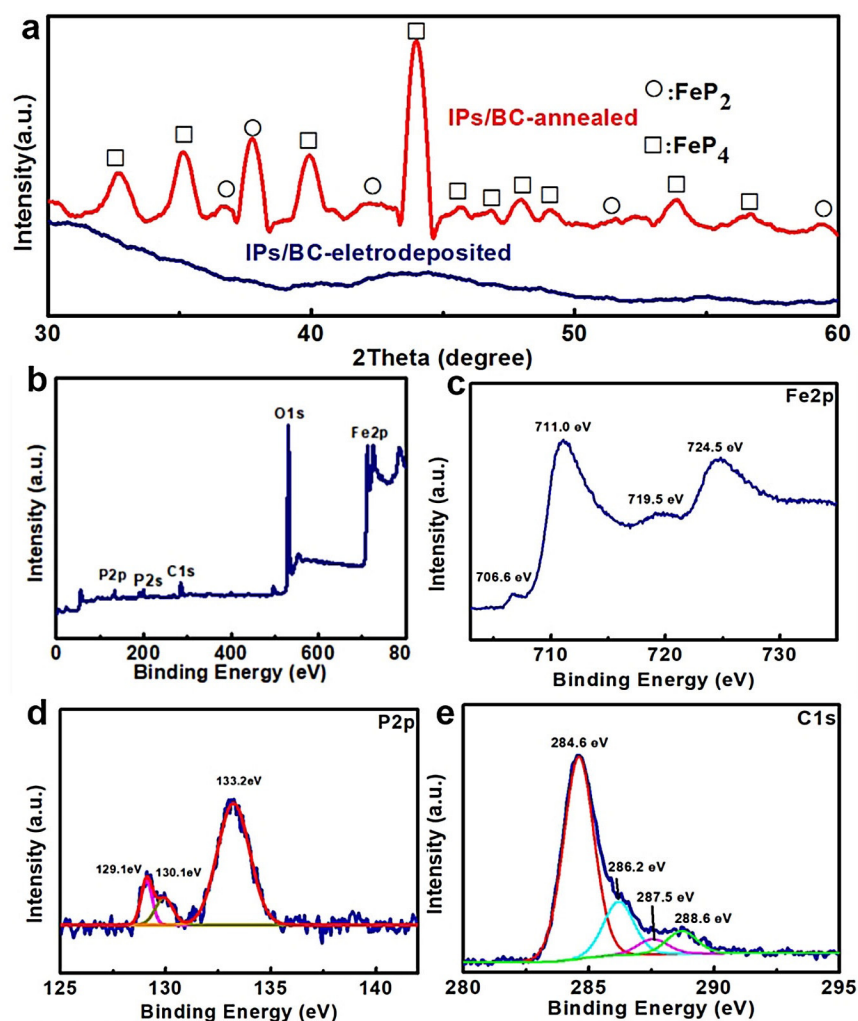 a
:FeP2
IPs/BC-annealed
:FeP4
IPs/BC-eletrodeposited
Intensity(a.u.)
30 40 50 60
2Theta (degree)
b
O1s
Fe2p
P2p
P2s
C1s
Intensity (a.u.)
0 200 400 600 80
Binding Energy (eV)
c
Fe2p
711.0 eV
724.5 eV
719.5 eV
706.6eV
Intensity (a.u.)
710 720 730
Binding Energy (eV)
d
P2p
133.2eV
129.1eV
130.1eV
Intensity (a.u.)
125 130 135 140
Binding Energy (eV)
e
C1s
284.6 eV
286.2 eV
287.5 eV
288.6 eV
Intensity (a.u.)
280 285 290 295
Binding Energy (eV)